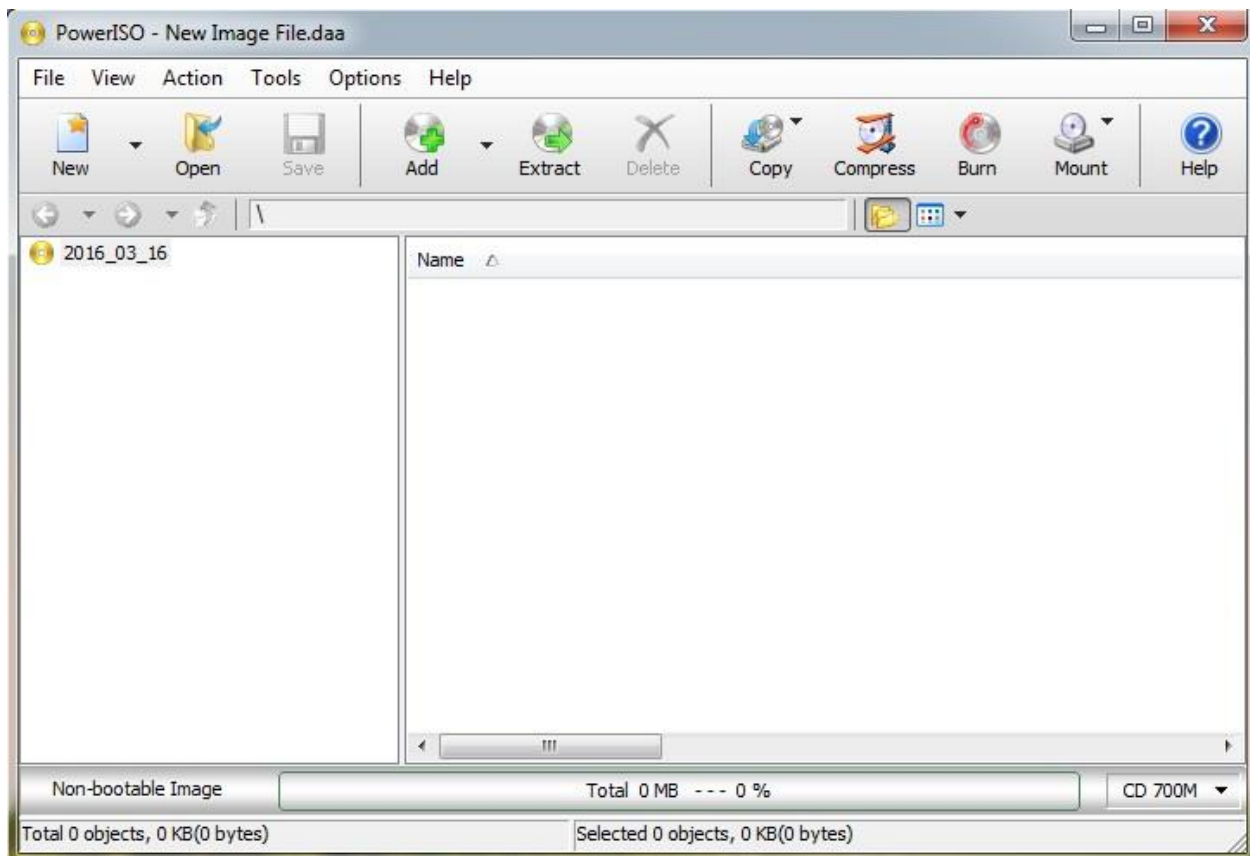 PowerISO - New Image File.daa
File View Action Tools Options Help
New Open Save Add Extract Delete Copy Compress Burn Mount Help
\
2016_03_16
Name
Non-bootable Image Total 0 MB --- 0 % CD 700M
Total 0 objects, 0 KB(0 bytes) Selected 0 objects, 0 KB(0 bytes)